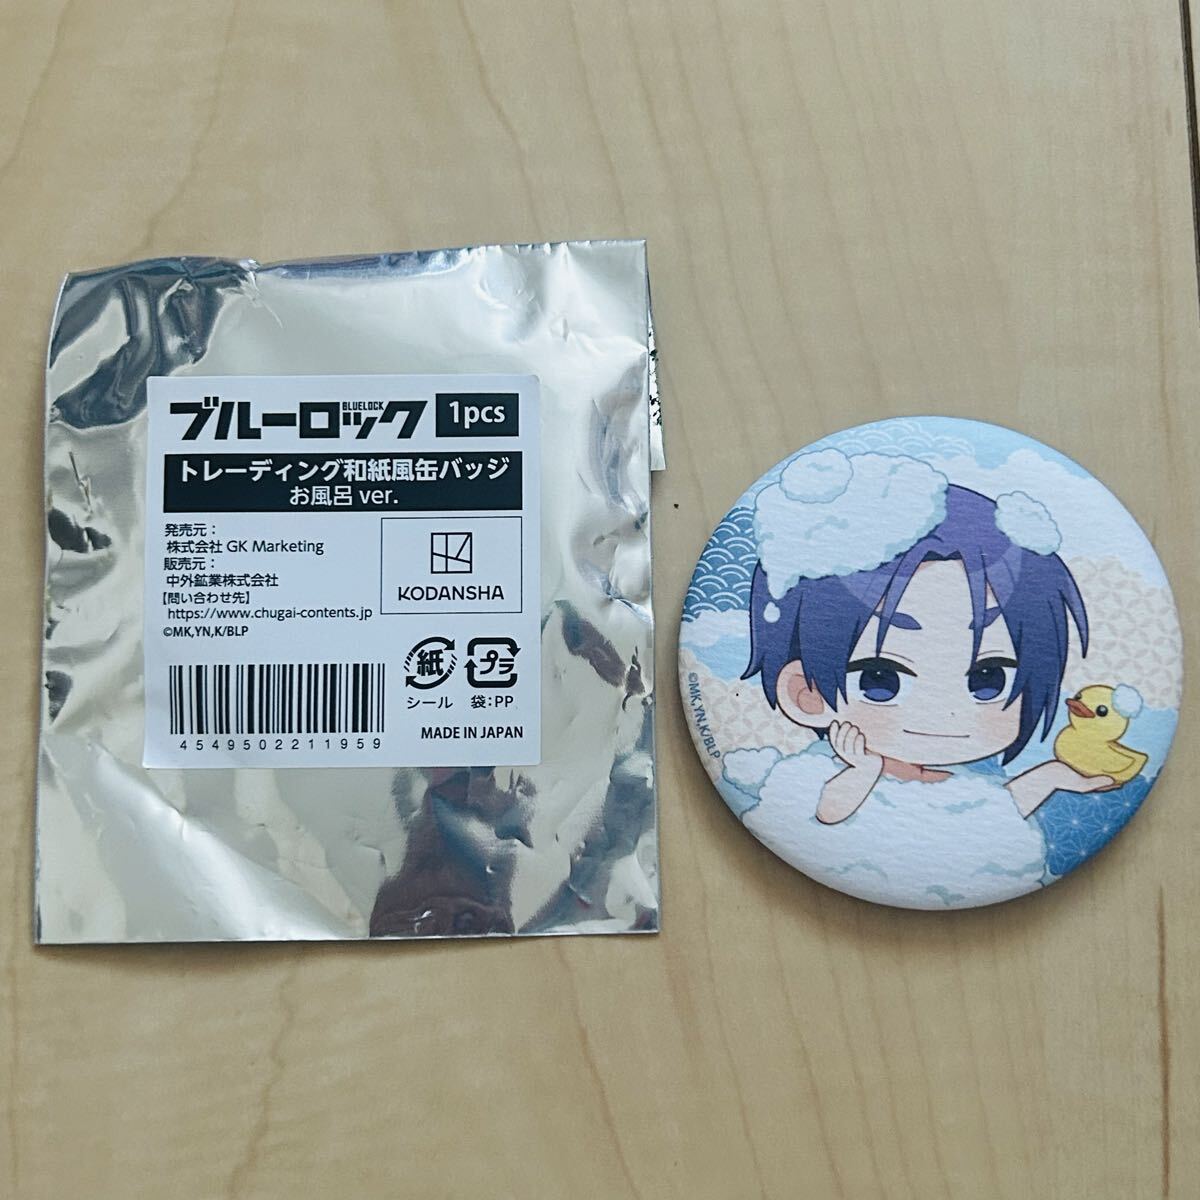 ブルーロック
BLUELOCK
1pcs
トレーディング和紙風缶バッジ
お風呂 ver.
発売元：
株式会社 GK Marketing
販売元：
中外鉱業株式会社
【問い合わせ先】
https://www.chugai-contents.jp
©MK,YN,K/BLP
KODANSHA
紙
シール
プラ
袋:PP
4549502211959
MADE IN JAPAN
©MK,YN,K/BLP